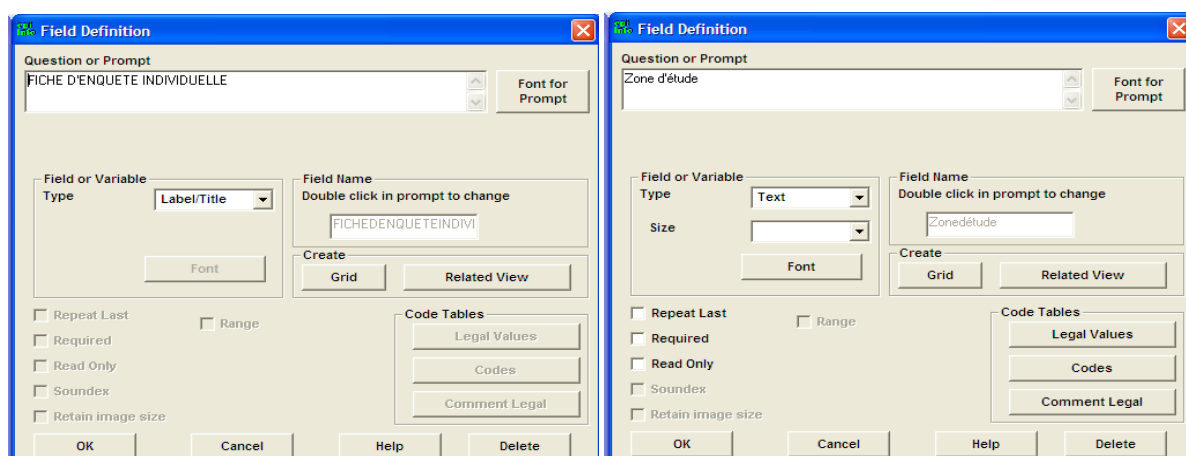 Field Definition
Question or Prompt
FICHE D'ENQUETE INDIVIDUELLE
Font for
Prompt
Field or Variable
Type
Label/Title
Font
Field Name
Double click in prompt to change
FICHEDENQUETEINDIVI
Create
Grid
Related View
Repeat Last
Range
Required
Read Only
Soundex
Retain image size
Code Tables
Legal Values
Codes
Comment Legal
OK
Cancel
Help
Delete
Field Definition
Question or Prompt
Zone d'étude
Font for
Prompt
Field or Variable
Type
Text
Size
Font
Field Name
Double click in prompt to change
Zonedétude
Create
Grid
Related View
Repeat Last
Range
Required
Read Only
Soundex
Retain image size
Code Tables
Legal Values
Codes
Comment Legal
OK
Cancel
Help
Delete